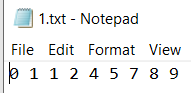 1.txt - Notepad
File Edit Format View
0 1 1 2 4 5 7 8 9